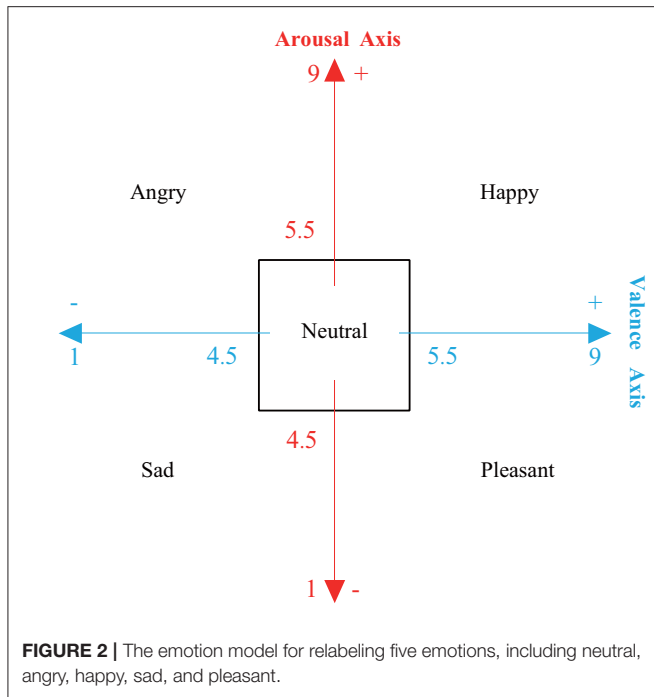 Arousal Axis
9 +
Angry Happy
5.5
- +
Neutral
1 4.5 5.5 9
Valence Axis
4.5
Sad Pleasant
1 -
FIGURE 2 | The emotion model for relabeling five emotions, including neutral,
angry, happy, sad, and pleasant.